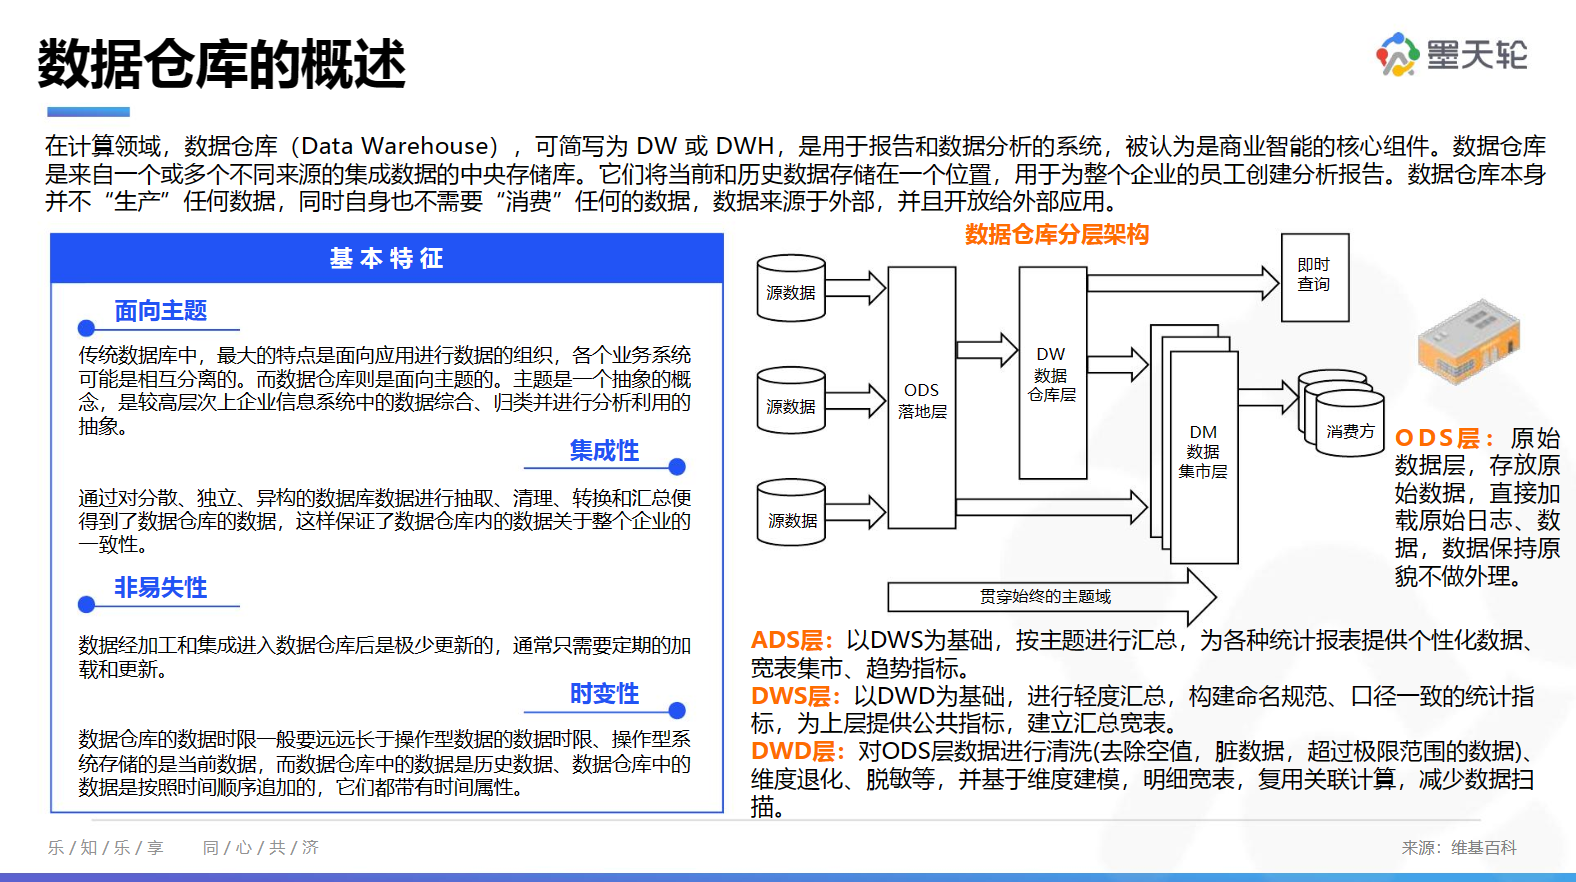 数据仓库的概述
墨天轮
在计算领域，数据仓库（Data Warehouse），可简写为 DW 或 DWH，是用于报告和数据分析的系统，被认为是商业智能的核心组件。数据仓库
是来自一个或多个不同来源的集成数据的中央存储库。它们将当前和历史数据存储在一个位置，用于为整个企业的员工创建分析报告。数据仓库本身
并不“生产”任何数据，同时自身也不需要“消费”任何的数据，数据来源于外部，并且开放给外部应用。
基本特征
面向主题
传统数据库中，最大的特点是面向应用进行数据的组织，各个业务系统
可能是相互分离的。而数据仓库则是面向主题的。主题是一个抽象的概
念，是较高层次上企业信息系统中的数据综合、归类并进行分析利用的
抽象。
集成性
通过对分散、独立、异构的数据库数据进行抽取、清理、转换和汇总便
得到了数据仓库的数据，这样保证了数据仓库内的数据关于整个企业的
一致性。
非易失性
数据经加工和集成进入数据仓库后是极少更新的，通常只需要定期的加
载和更新。
时变性
数据仓库的数据时限一般要远远长于操作型数据的数据时限、操作型系
统存储的是当前数据，而数据仓库中的数据是历史数据、数据仓库中的
数据是按照时间顺序追加的，它们都带有时间属性。
数据仓库分层架构
源数据
源数据
源数据
ODS
落地层
DW
数据
仓库层
DM
数据
集市层
即时
查询
消费方
贯穿始终的主题域
ODS层：原始
数据层，存放原
始数据，直接加
载原始日志、数
据，数据保持原
貌不做外理。
ADS层：以DWS为基础，按主题进行汇总，为各种统计报表提供个性化数据、
宽表集市、趋势指标。
DWS层：以DWD为基础，进行轻度汇总，构建命名规范、口径一致的统计指
标，为上层提供公共指标，建立汇总宽表。
DWD层：对ODS层数据进行清洗(去除空值，脏数据，超过极限范围的数据)、
维度退化、脱敏等，并基于维度建模，明细宽表，复用关联计算，减少数据扫
描。
乐/知/乐/享 同/心/共/济
来源：维基百科